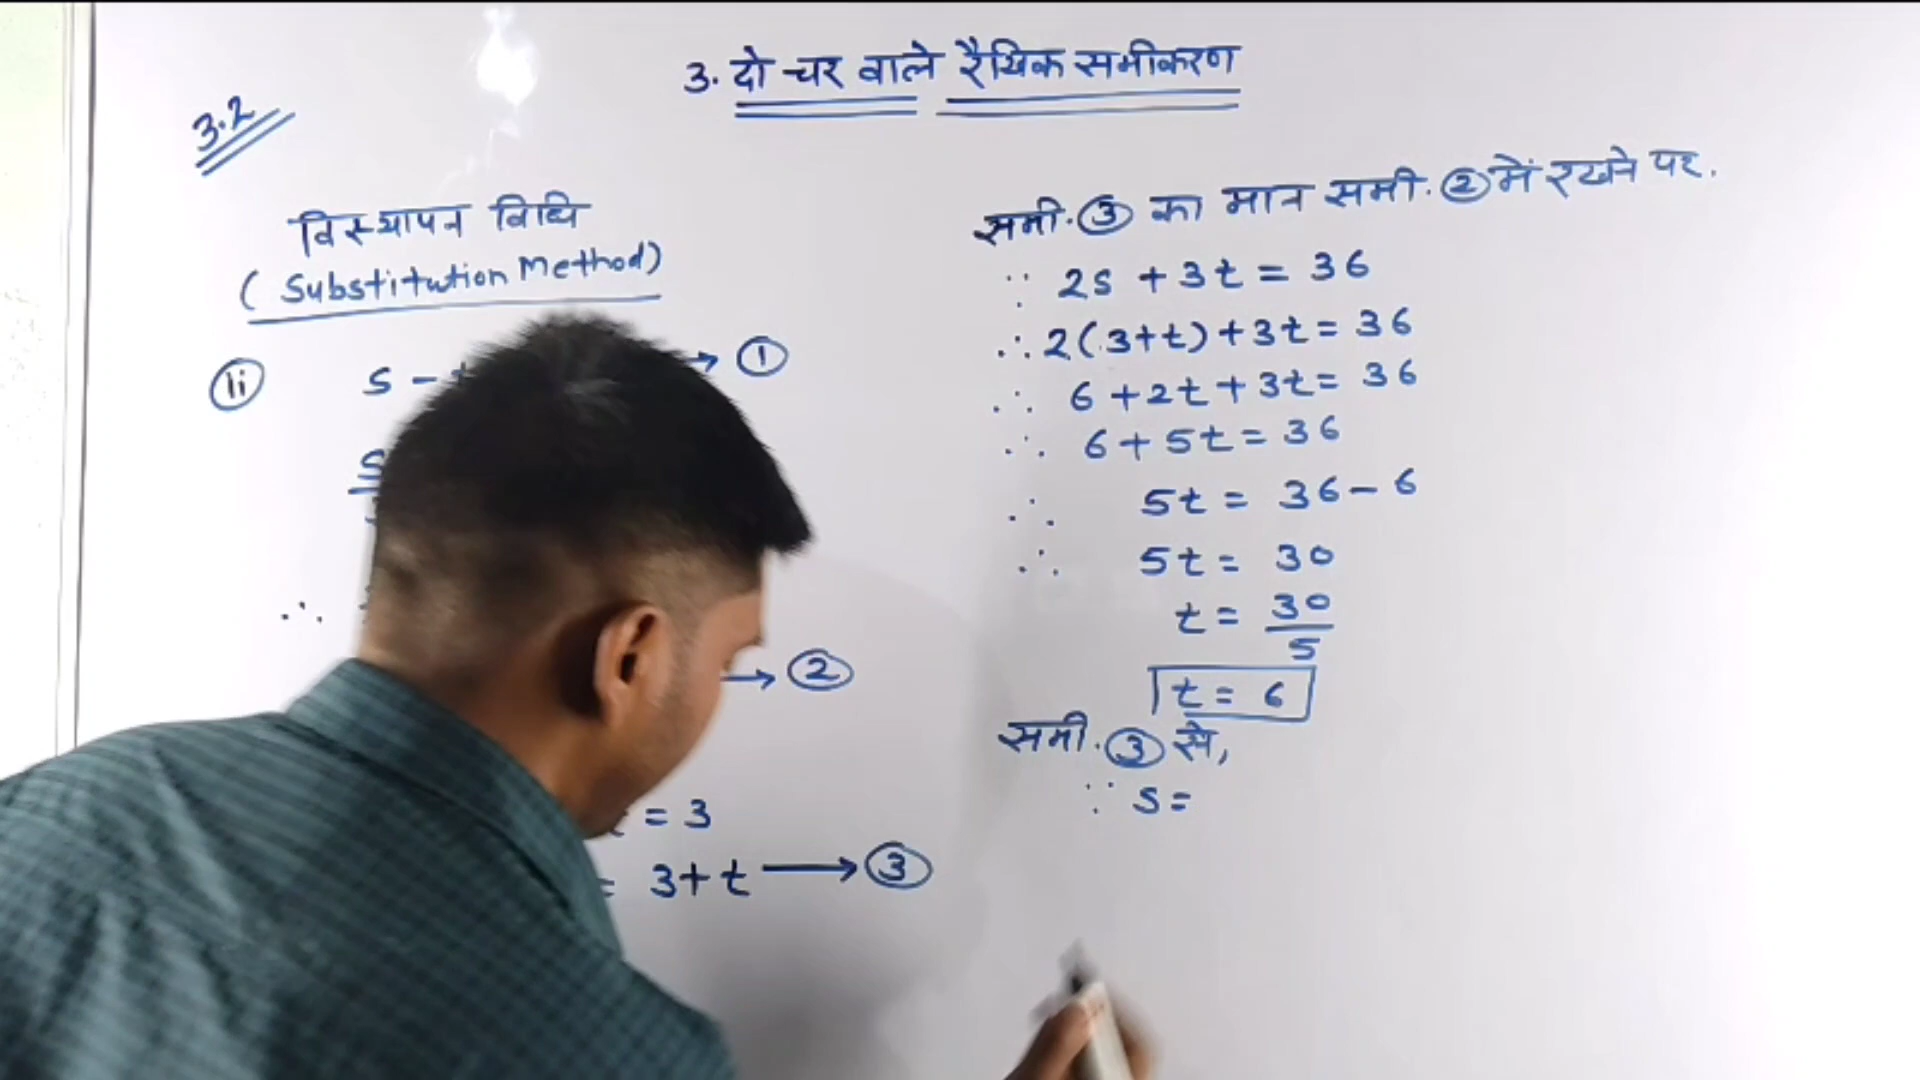 3. दो चर वाले रैखिक समीकरण
3.2
विस्थापन विधि
(Substitution Method)
(ii) s - → ①
∴
→ ②
= 3
= 3+t → ③
समी. ③ का मान समी. ② में रखने पर.
∵ 2s + 3t = 36
∴ 2(3+t)+3t = 36
∴ 6+2t+3t = 36
∴ 6+5t = 36
∴ 5t = 36-6
∴ 5t = 30
t = 30/5
t = 6
समी. ③ से,
∵ s =